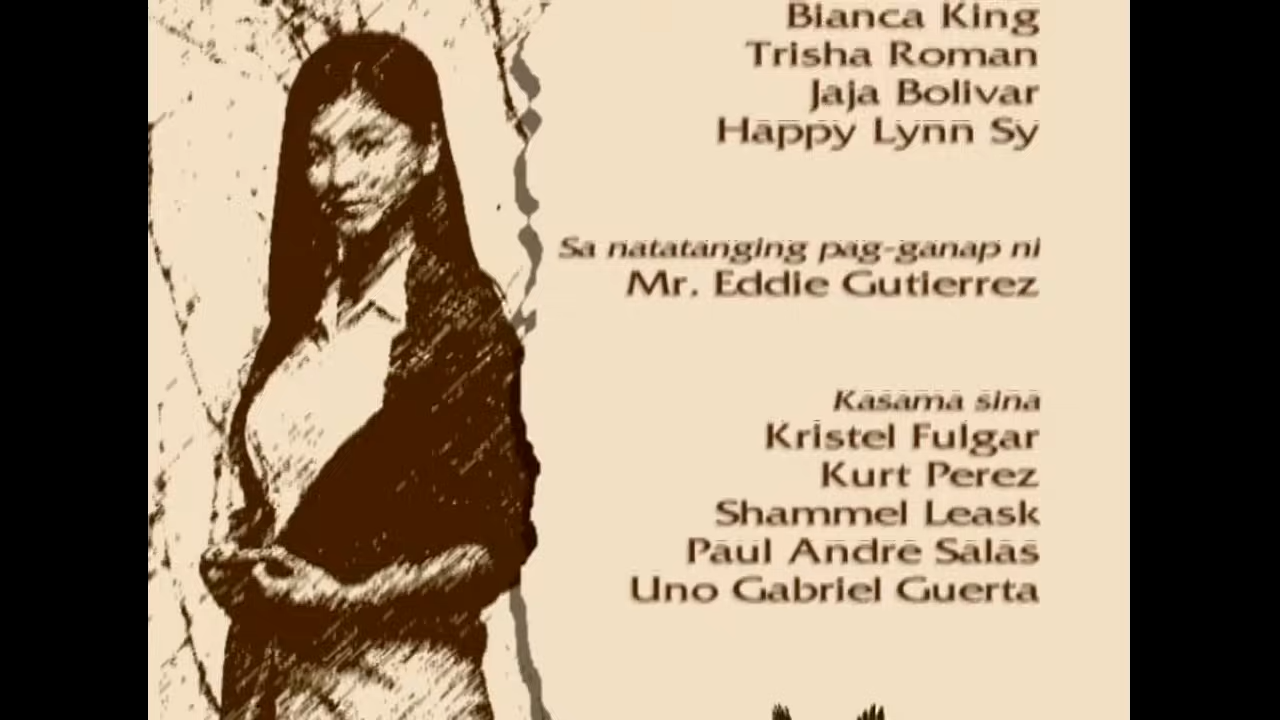 Bianca King
Trisha Roman
Jaja Bolivar
Happy Lynn Sy
Sa natatanging pag-ganap ni
Mr. Eddie Gutierrez
Kasama sina
Kristel Fulgar
Kurt Perez
Shammel Leask
Paul Andre Salas
Uno Gabriel Guerta